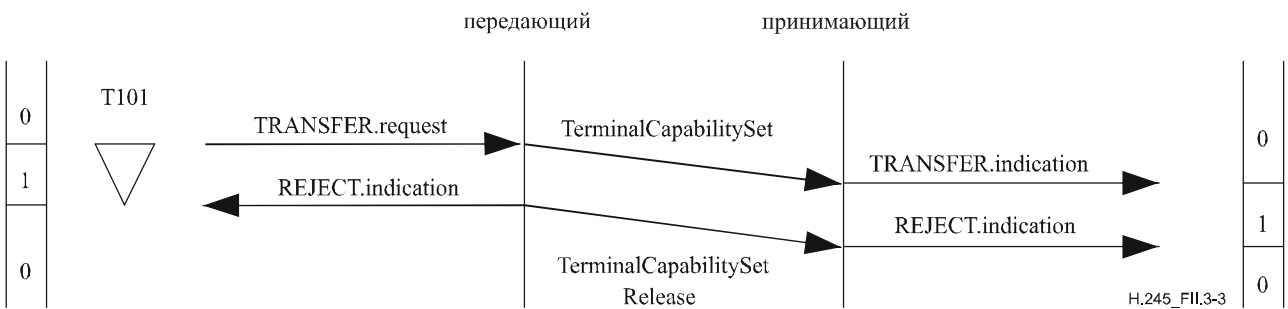 передающий принимающий
T101
0
TRANSFER.request
TerminalCapabilitySet
0
TRANSFER.indication
1
REJECT.indication
REJECT.indication
1
TerminalCapabilitySet
Release
0
0
H.245_FII.3-3